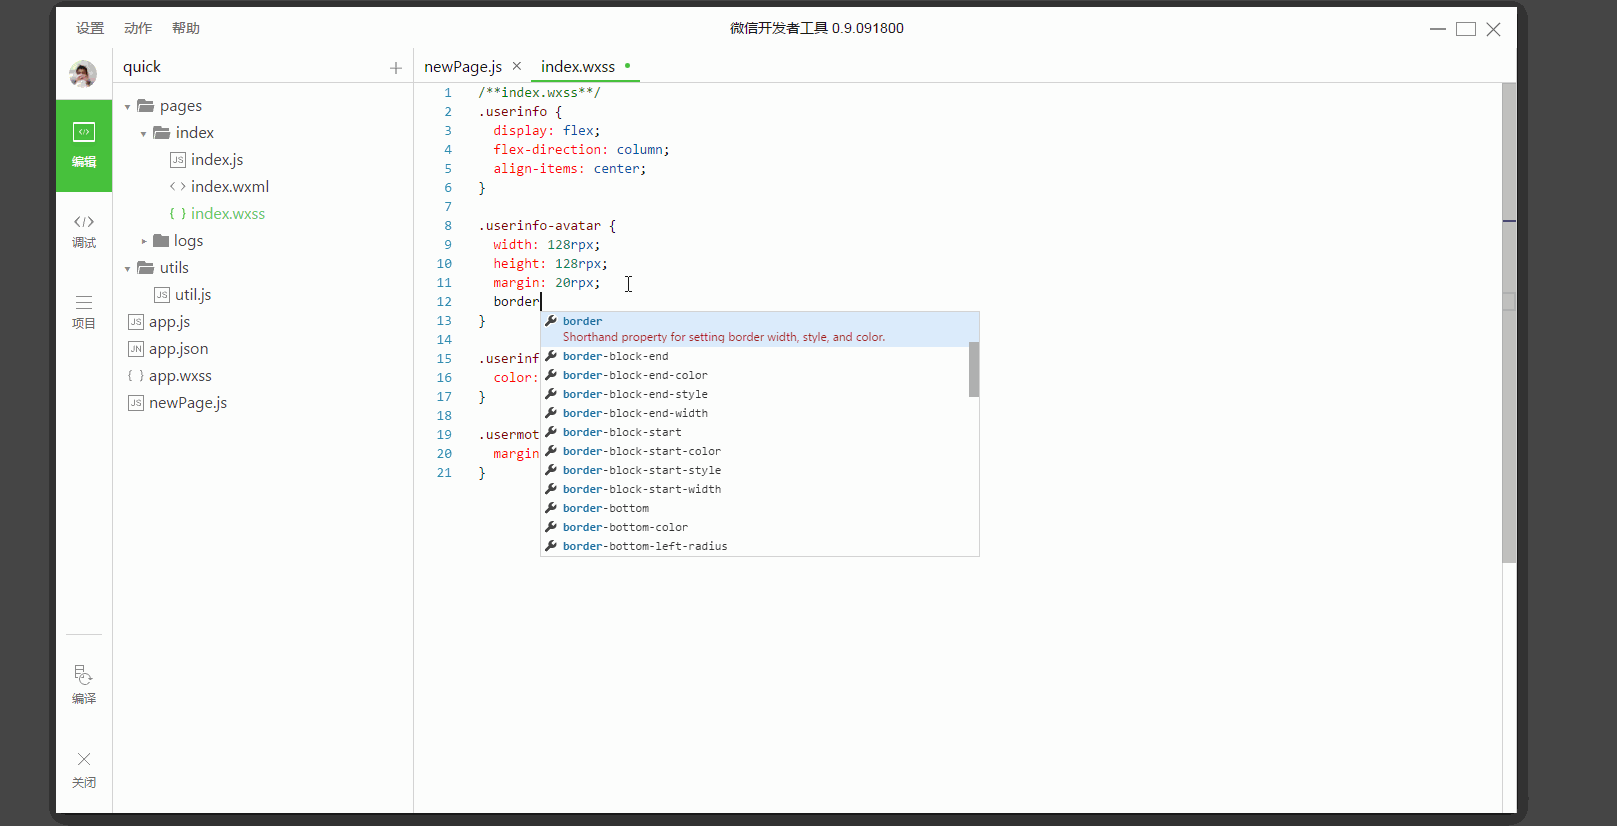 设置 动作 帮助
微信开发者工具 0.9.091800
quick
newPage.js
index.wxss
编辑
调试
项目
编译
关闭
pages
index
JS index.js
index.wxml
{ } index.wxss
logs
utils
JS util.js
JS app.js
JN app.json
{ } app.wxss
JS newPage.js
1 /**index.wxss**/
2 .userinfo {
3 display: flex;
4 flex-direction: column;
5 align-items: center;
6 }
7
8 .userinfo-avatar {
9 width: 128rpx;
10 height: 128rpx;
11 margin: 20rpx;
12 border
13 }
14
15 .userinf
16 color:
17 }
18
19 .usermot
20 margin
21 }
border
Shorthand property for setting border width, style, and color.
border-block-end
border-block-end-color
border-block-end-style
border-block-end-width
border-block-start
border-block-start-color
border-block-start-style
border-block-start-width
border-bottom
border-bottom-color
border-bottom-left-radius